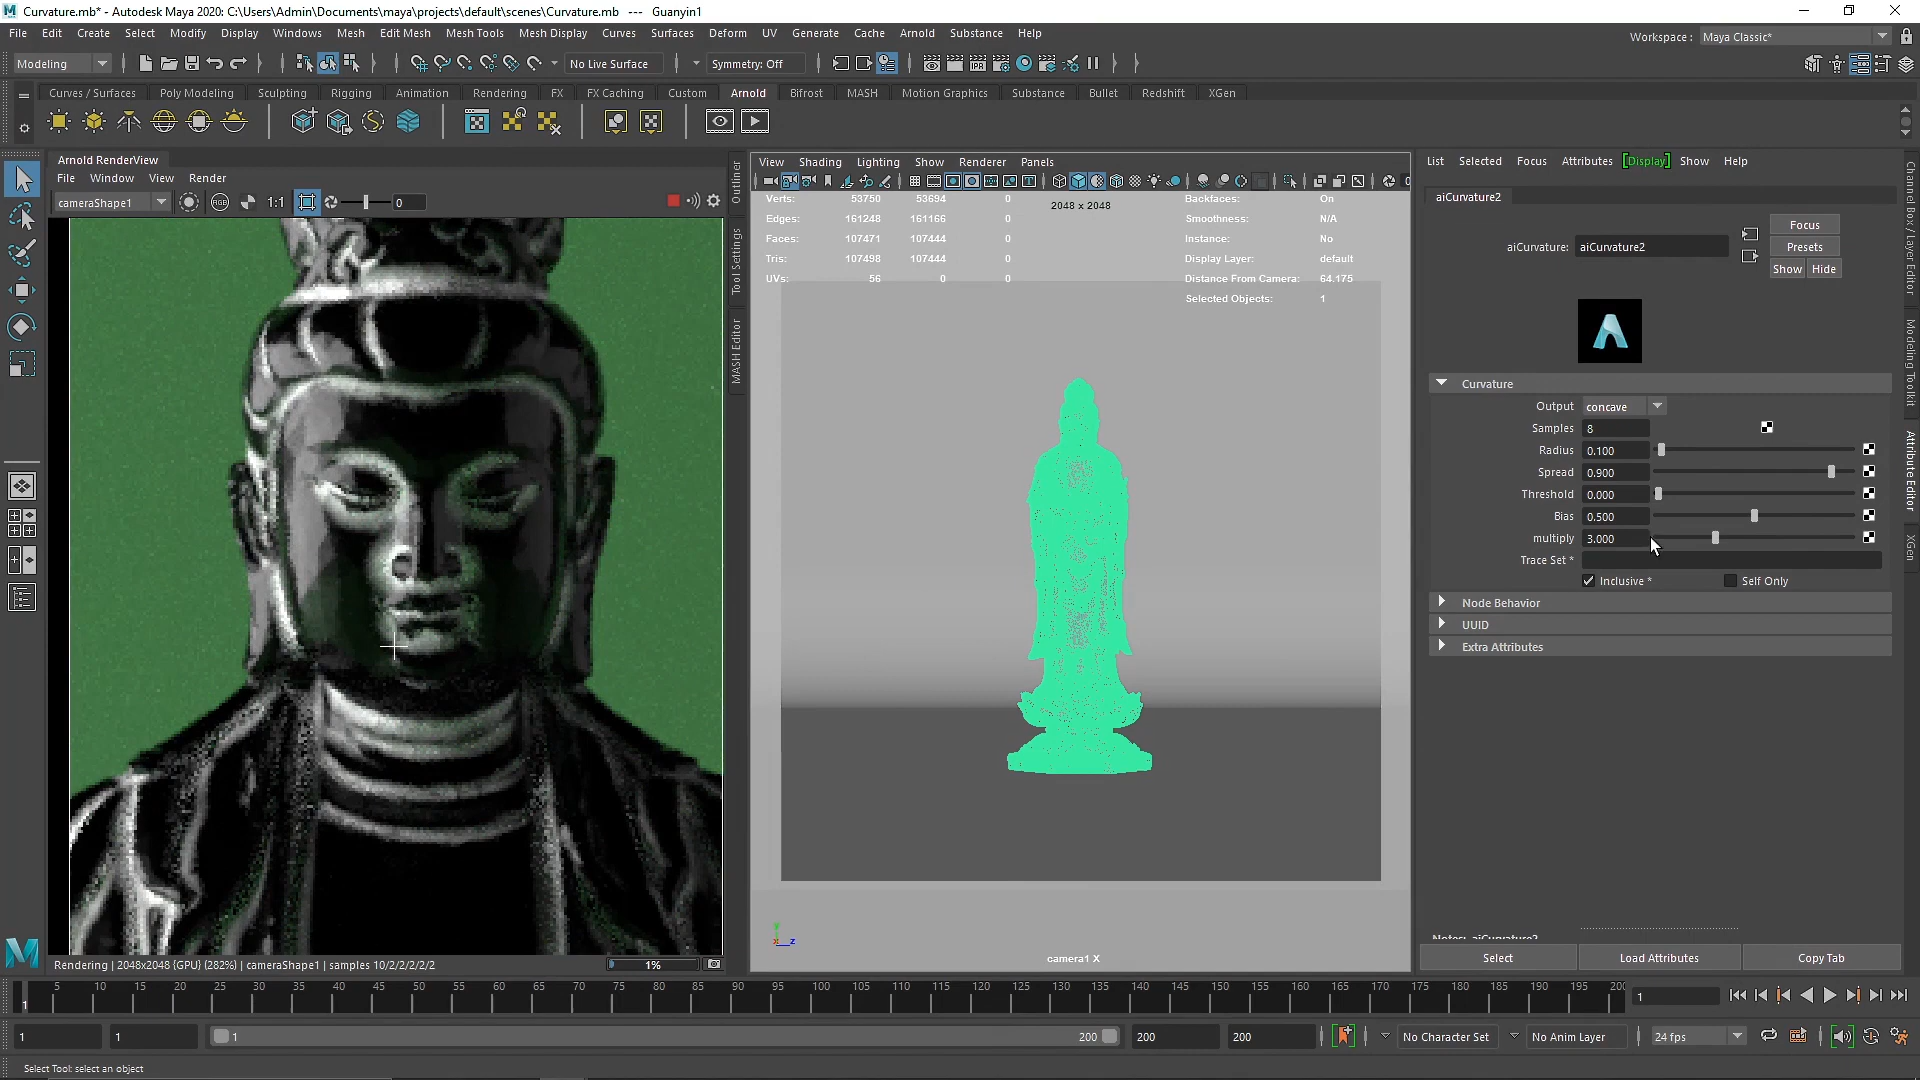 Curvature.mb* - Autodesk Maya 2020: C:\Users\Admin\Documents\maya\projects\default\scenes\Curvature.mb --- Guanyin1
File Edit Create Select Modify Display Windows Mesh Edit Mesh Mesh Tools Mesh Display Curves Surfaces Deform UV Generate Cache Arnold Substance Help
Workspace : Maya Classic*
Modeling No Live Surface Symmetry: Off
Curves / Surfaces Poly Modeling Sculpting Rigging Animation Rendering FX FX Caching Custom Arnold Bifrost MASH Motion Graphics Substance Bullet Redshift XGen
Arnold RenderView
File Window View Render
cameraShape1 RGB 1:1 0
Outliner
Tool Settings
MASH Editor
Rendering | 2048x2048 {GPU} (282%) | cameraShape1 | samples 10/2/2/2/2/2
1%
View Shading Lighting Show Renderer Panels
Verts: 53750 53694 0
Edges: 161248 161166 0
Faces: 107471 107444 0
Tris: 107498 107444 0
UVs: 56 0 0
2048 x 2048
Backfaces: On
Smoothness: N/A
Instance: No
Display Layer: default
Distance From Camera: 64.175
Selected Objects: 1
y
x z
camera1 X
List Selected Focus Attributes [Display] Show Help
aiCurvature2
aiCurvature: aiCurvature2
Focus
Presets
Show Hide
Curvature
Output concave
Samples 8
Radius 0.100
Spread 0.900
Threshold 0.000
Bias 0.500
multiply 3.000
Trace Set *
Inclusive * Self Only
Node Behavior
UUID
Extra Attributes
Notes: aiCurvature2
Select Load Attributes Copy Tab
Channel Box / Layer Editor
Modeling Toolkit
Attribute Editor
XGen
1
5 10 15 20 25 30 35 40 45 50 55 60 65 70 75 80 85 90 95 100 105 110 115 120 125 130 135 140 145 150 155 160 165 170 175 180 185 190 195 200
1
1 1 1 200 200 200 No Character Set No Anim Layer 24 fps
Select Tool: select an object